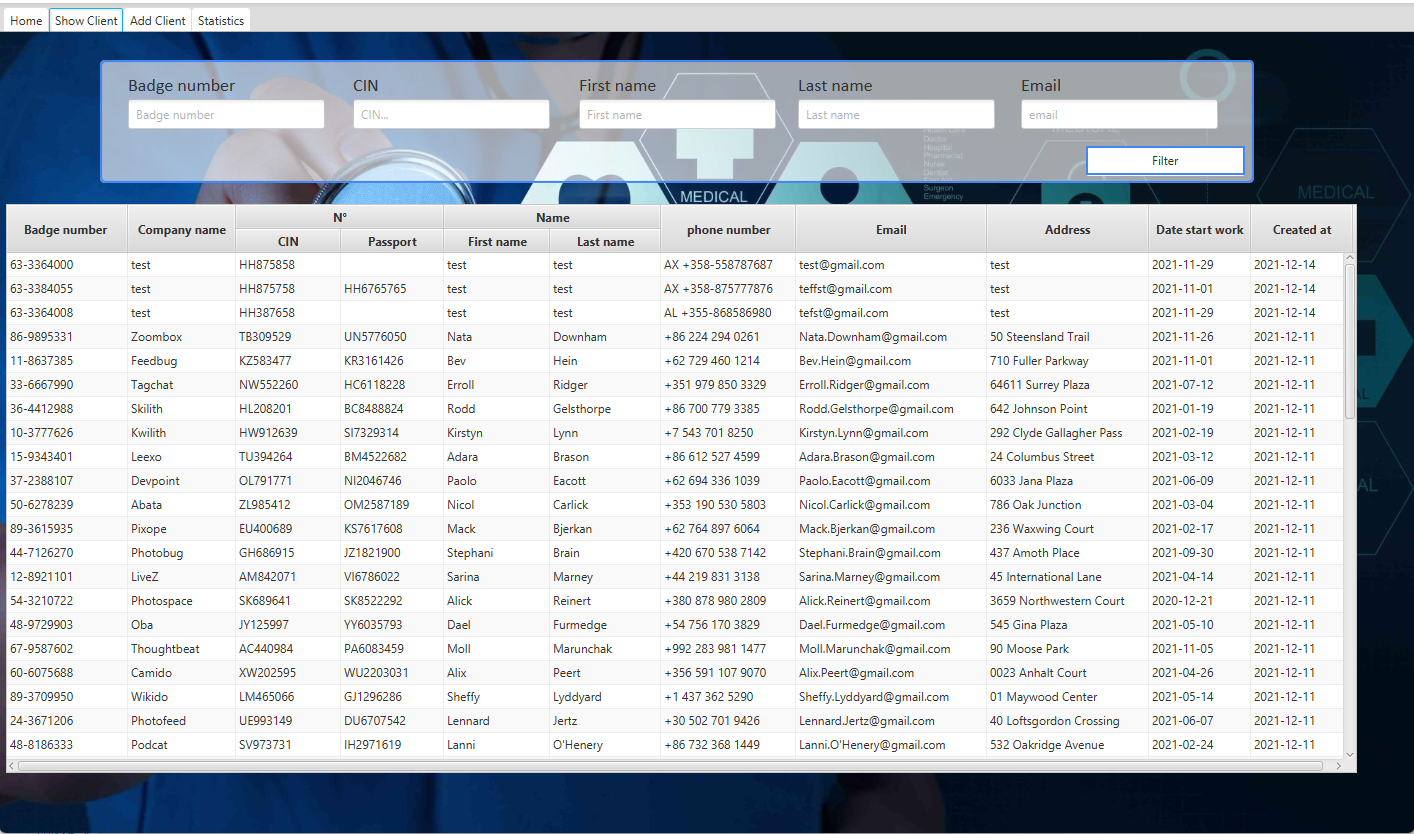 Home Show Client Add Client Statistics
Badge number CIN First name Last name Email
Badge number CIN... First name Last name email
MEDICAL
Doctor
Hospital
Pharmacist
Nurse
Dentist
Surgeon
Emergency
Filter
MEDICAL
MEDICAL
Badge number Company name N° Name phone number Email Address Date start work Created at
CIN Passport First name Last name
63-3364000 test HH875858 test test AX +358-558787687 test@gmail.com test 2021-11-29 2021-12-14
63-3384055 test HH875758 HH6765765 test test AX +358-875777876 teffst@gmail.com test 2021-11-01 2021-12-14
63-3364008 test HH387658 test test AL +355-868586980 tefst@gmail.com test 2021-11-29 2021-12-14
86-9895331 Zoombox TB309529 UN5776050 Nata Downham +86 224 294 0261 Nata.Downham@gmail.com 50 Steensland Trail 2021-11-26 2021-12-11
11-8637385 Feedbug KZ583477 KR3161426 Bev Hein +62 729 460 1214 Bev.Hein@gmail.com 710 Fuller Parkway 2021-11-01 2021-12-11
33-6667990 Tagchat NW552260 HC6118228 Erroll Ridger +351 979 850 3329 Erroll.Ridger@gmail.com 64611 Surrey Plaza 2021-07-12 2021-12-11
36-4412988 Skilith HL208201 BC8488824 Rodd Gelsthorpe +86 700 779 3385 Rodd.Gelsthorpe@gmail.com 642 Johnson Point 2021-01-19 2021-12-11
10-3777626 Kwilith HW912639 SI7329314 Kirstyn Lynn +7 543 701 8250 Kirstyn.Lynn@gmail.com 292 Clyde Gallagher Pass 2021-02-19 2021-12-11
15-9343401 Leexo TU394264 BM4522682 Adara Brason +86 612 527 4599 Adara.Brason@gmail.com 24 Columbus Street 2021-03-12 2021-12-11
37-2388107 Devpoint OL791771 NI2046746 Paolo Eacott +62 694 336 1039 Paolo.Eacott@gmail.com 6033 Jana Plaza 2021-06-09 2021-12-11
50-6278239 Abata ZL985412 OM2587189 Nicol Carlick +353 190 530 5803 Nicol.Carlick@gmail.com 786 Oak Junction 2021-03-04 2021-12-11
89-3615935 Pixope EU400689 KS7617608 Mack Bjerkan +62 764 897 6064 Mack.Bjerkan@gmail.com 236 Waxwing Court 2021-02-17 2021-12-11
44-7126270 Photobug GH686915 JZ1821900 Stephani Brain +420 670 538 7142 Stephani.Brain@gmail.com 437 Amoth Place 2021-09-30 2021-12-11
12-8921101 LiveZ AM842071 VI6786022 Sarina Marney +44 219 831 3138 Sarina.Marney@gmail.com 45 International Lane 2021-04-14 2021-12-11
54-3210722 Photospace SK689641 SK8522292 Alick Reinert +380 878 980 2809 Alick.Reinert@gmail.com 3659 Northwestern Court 2020-12-21 2021-12-11
48-9729903 Oba JY125997 YY6035793 Dael Furmedge +54 756 170 3829 Dael.Furmedge@gmail.com 545 Gina Plaza 2021-05-10 2021-12-11
67-9587602 Thoughtbeat AC440984 PA6083459 Moll Marunchak +992 283 981 1477 Moll.Marunchak@gmail.com 90 Moose Park 2021-11-05 2021-12-11
60-6075688 Camido XW202595 WU2203031 Alix Peert +356 591 107 9070 Alix.Peert@gmail.com 0023 Anhalt Court 2021-04-26 2021-12-11
89-3709950 Wikido LM465066 GJ1296286 Sheffy Lyddyard +1 437 362 5290 Sheffy.Lyddyard@gmail.com 01 Maywood Center 2021-05-14 2021-12-11
24-3671206 Photofeed UE993149 DU6707542 Lennard Jertz +30 502 701 9426 Lennard.Jertz@gmail.com 40 Loftsgordon Crossing 2021-06-07 2021-12-11
48-8186333 Podcat SV973731 IH2971619 Lanni O'Henery +86 732 368 1449 Lanni.O'Henery@gmail.com 532 Oakridge Avenue 2021-02-24 2021-12-11